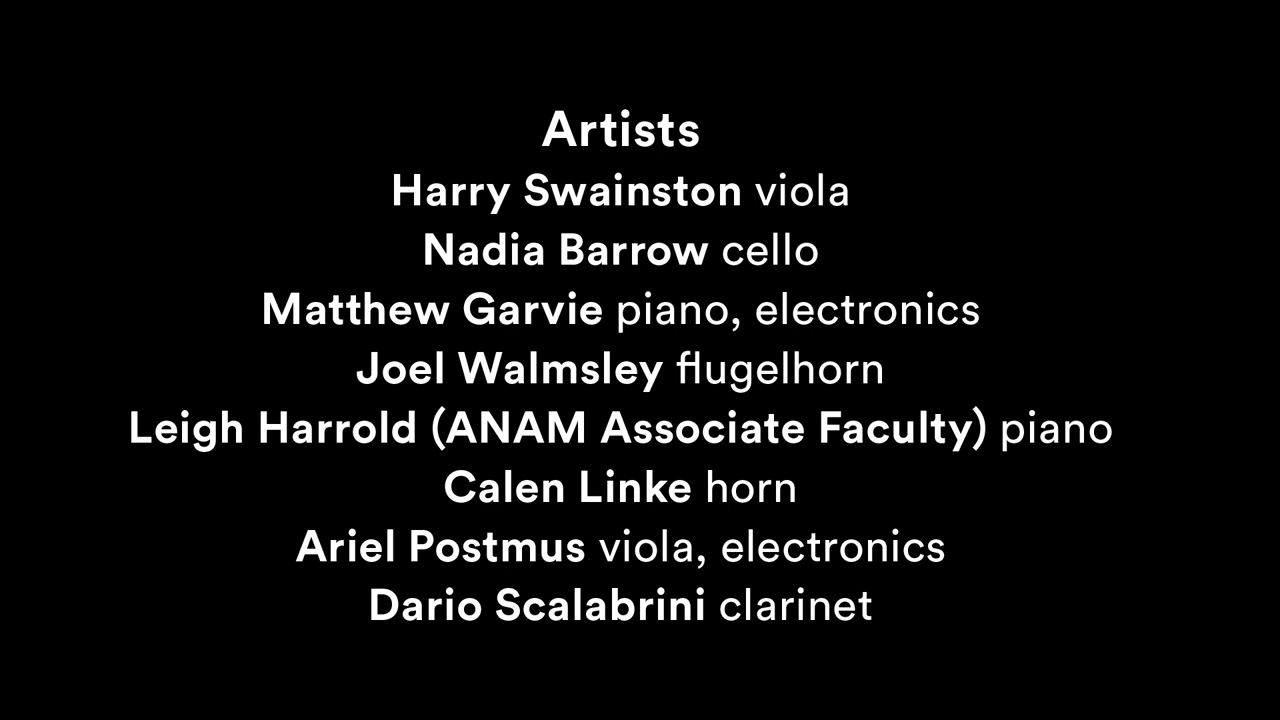 Artists
Harry Swainston viola
Nadia Barrow cello
Matthew Garvie piano, electronics
Joel Walmsley flugelhorn
Leigh Harrold (ANAM Associate Faculty) piano
Calen Linke horn
Ariel Postmus viola, electronics
Dario Scalabrini clarinet